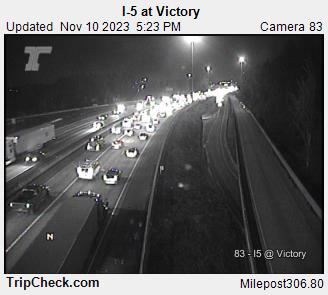 I-5 at Victory
Updated Nov 10 2023 5:23 PM Camera 83
T
N
83 - I5 @ Victory
TripCheck.com Milepost306.80